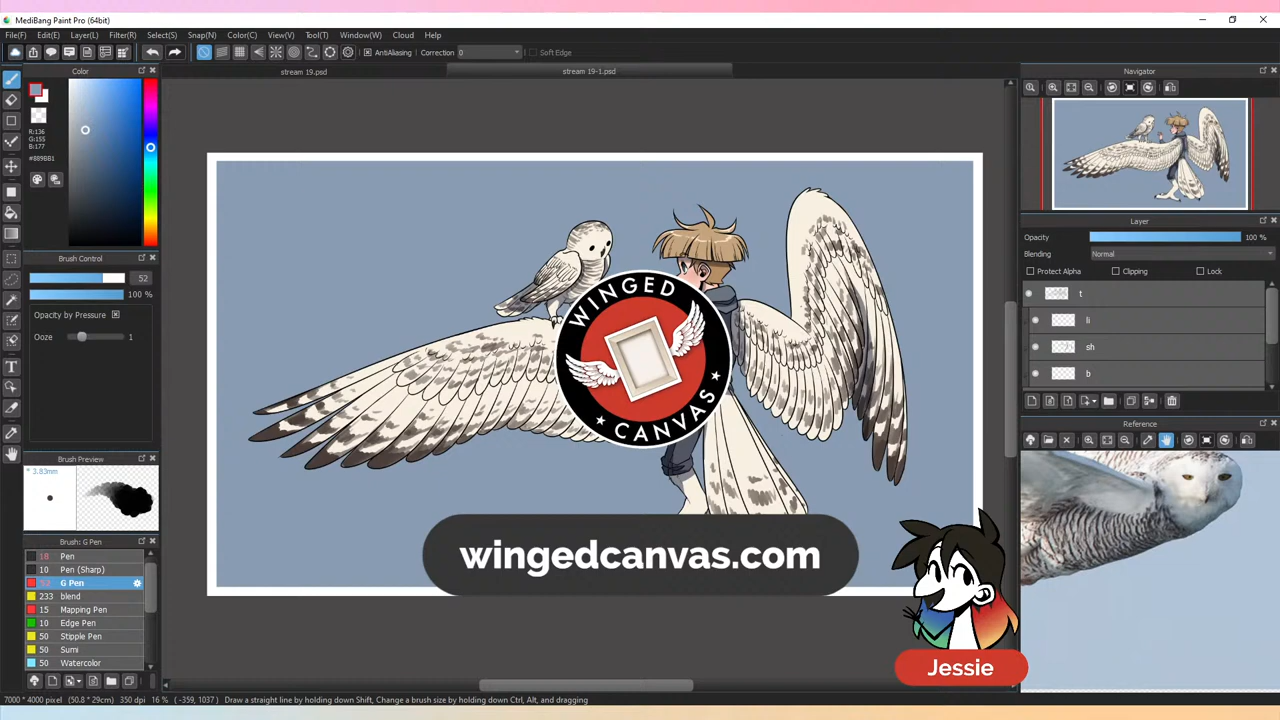 MediBang Paint Pro (64bit)
File(F) Edit(E) Layer(L) Filter(R) Select(S) Snap(N) Color(C) View(V) Tool(T) Window(W) Cloud Help
AntiAliasing Correction 0 Soft Edge
Color
stream 19.psd
stream 19-1.psd
Navigator
R:136
G:155
B:177
#889BB1
Brush Control
52
100 %
Opacity by Pressure
Ooze 1
Layer
Opacity 100 %
Blending Normal
Protect Alpha Clipping Lock
t
li
sh
b
WINGED
CANVAS
wingedcanvas.com
Jessie
Reference
Brush Preview
* 3.83mm
Brush: G Pen
18 Pen
10 Pen (Sharp)
52 G Pen
233 blend
15 Mapping Pen
10 Edge Pen
50 Stipple Pen
50 Sumi
50 Watercolor
7000 * 4000 pixel (50.8 * 29cm) 350 dpi 16 % ( -359, 1037 ) Draw a straight line by holding down Shift, Change a brush size by holding down Ctrl, Alt, and dragging